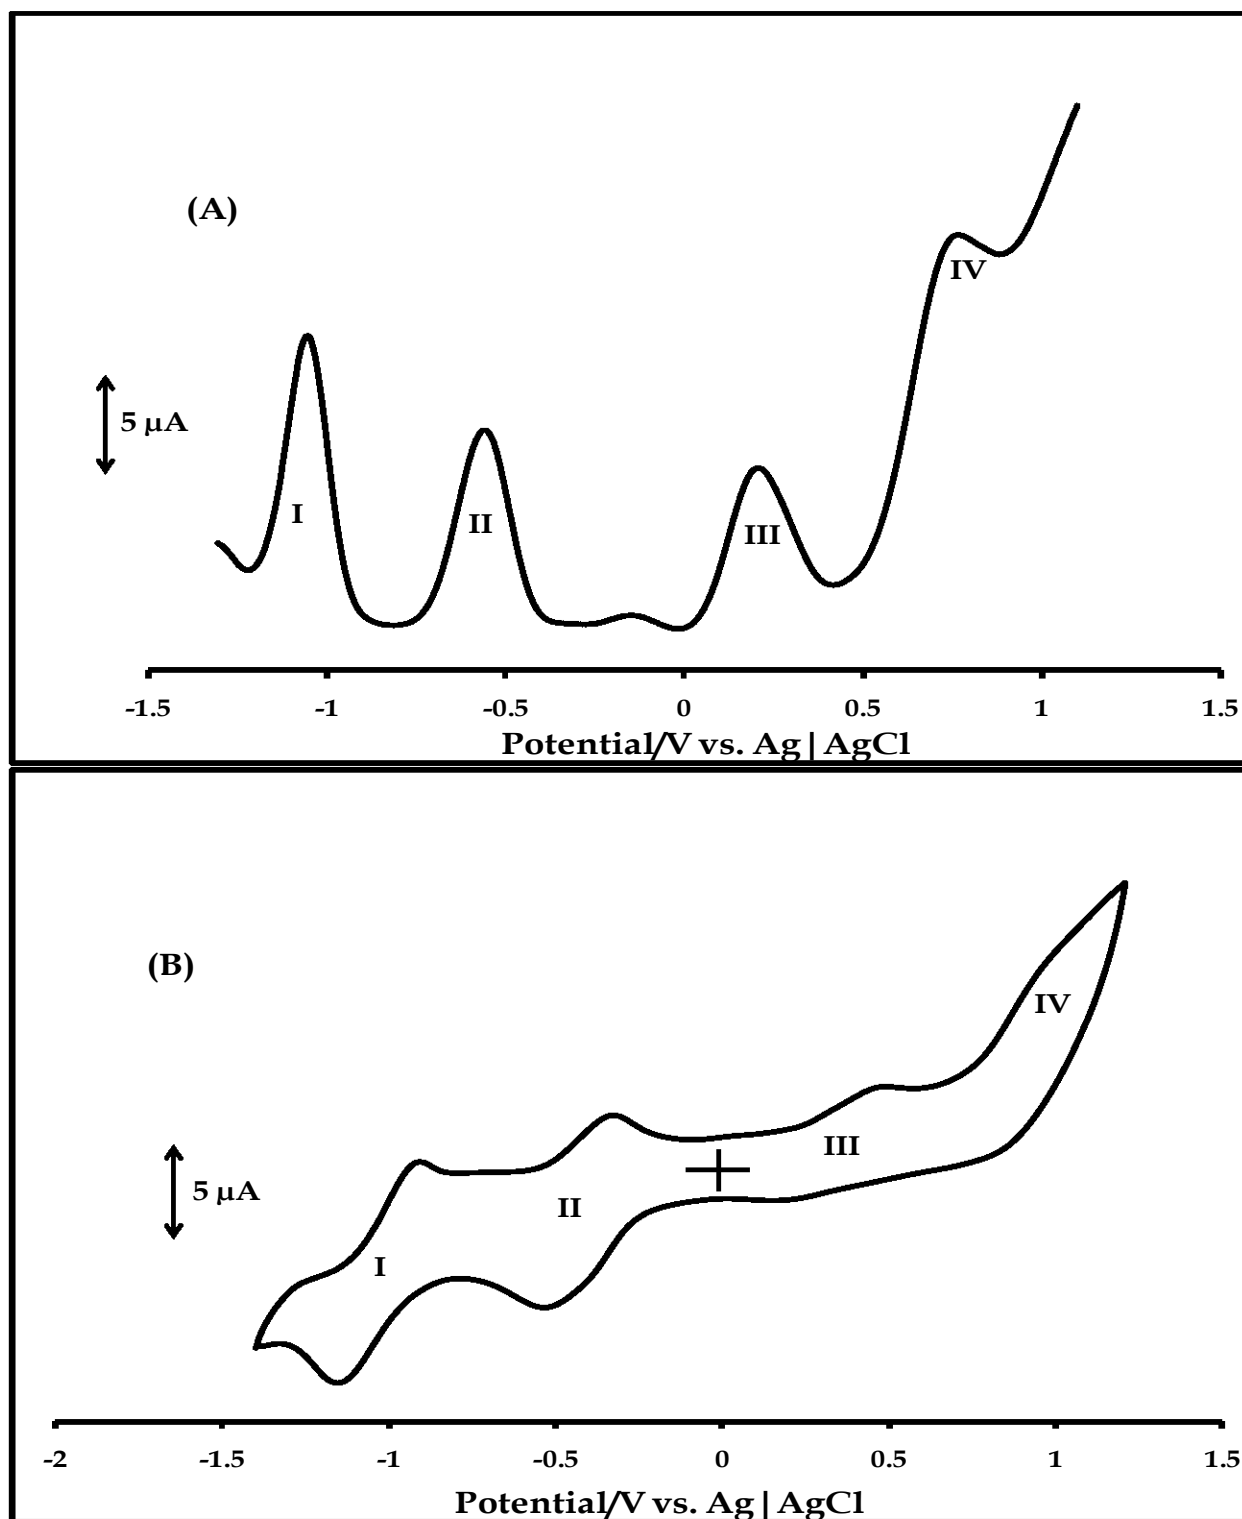 (A)
IV
5 µA
I
II
III
-1.5 -1 -0.5 0 0.5 1 1.5
Potential/V vs. Ag|AgCl
(B)
IV
III
5 µA
II
I
-2 -1.5 -1 -0.5 0 0.5 1 1.5
Potential/V vs. Ag|AgCl